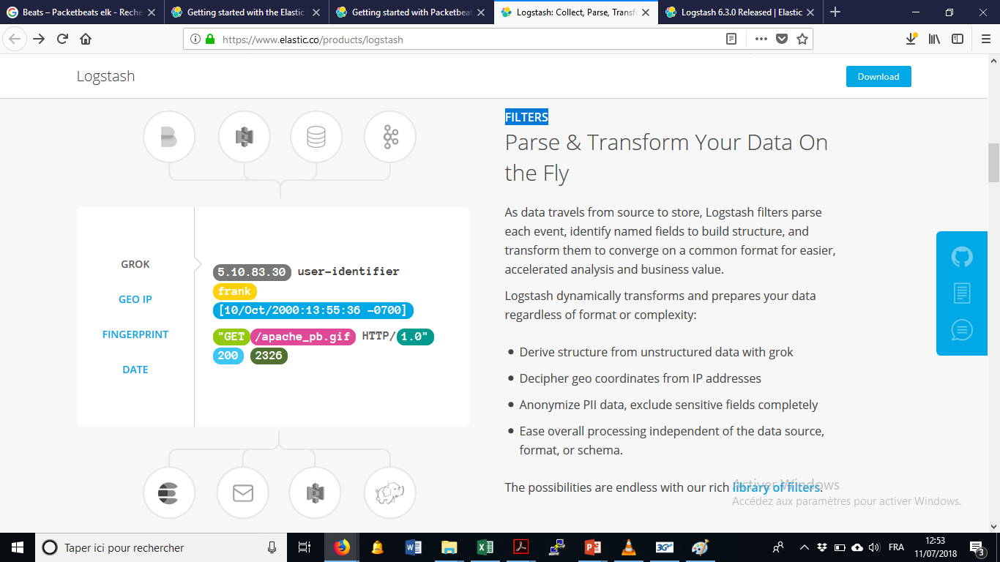 Beats – Packetbeats elk - Reche
Getting started with the Elastic
Getting started with Packetbeat
Logstash: Collect, Parse, Transf
Logstash 6.3.0 Released | Elastic
https://www.elastic.co/products/logstash
Logstash
Download
FILTERS
Parse & Transform Your Data On
the Fly
As data travels from source to store, Logstash filters parse
each event, identify named fields to build structure, and
transform them to converge on a common format for easier,
accelerated analysis and business value.
Logstash dynamically transforms and prepares your data
regardless of format or complexity:
Derive structure from unstructured data with grok
Decipher geo coordinates from IP addresses
Anonymize PII data, exclude sensitive fields completely
Ease overall processing independent of the data source,
format, or schema.
The possibilities are endless with our rich library of filters.
GROK
GEO IP
FINGERPRINT
DATE
5.10.83.30 user-identifier
frank
[10/Oct/2000:13:55:36 -0700]
"GET /apache_pb.gif HTTP/1.0"
200 2326
Activer Windows
Accédez aux paramètres pour activer Windows.
Taper ici pour rechercher
3G+
FRA
12:53
11/07/2018
3